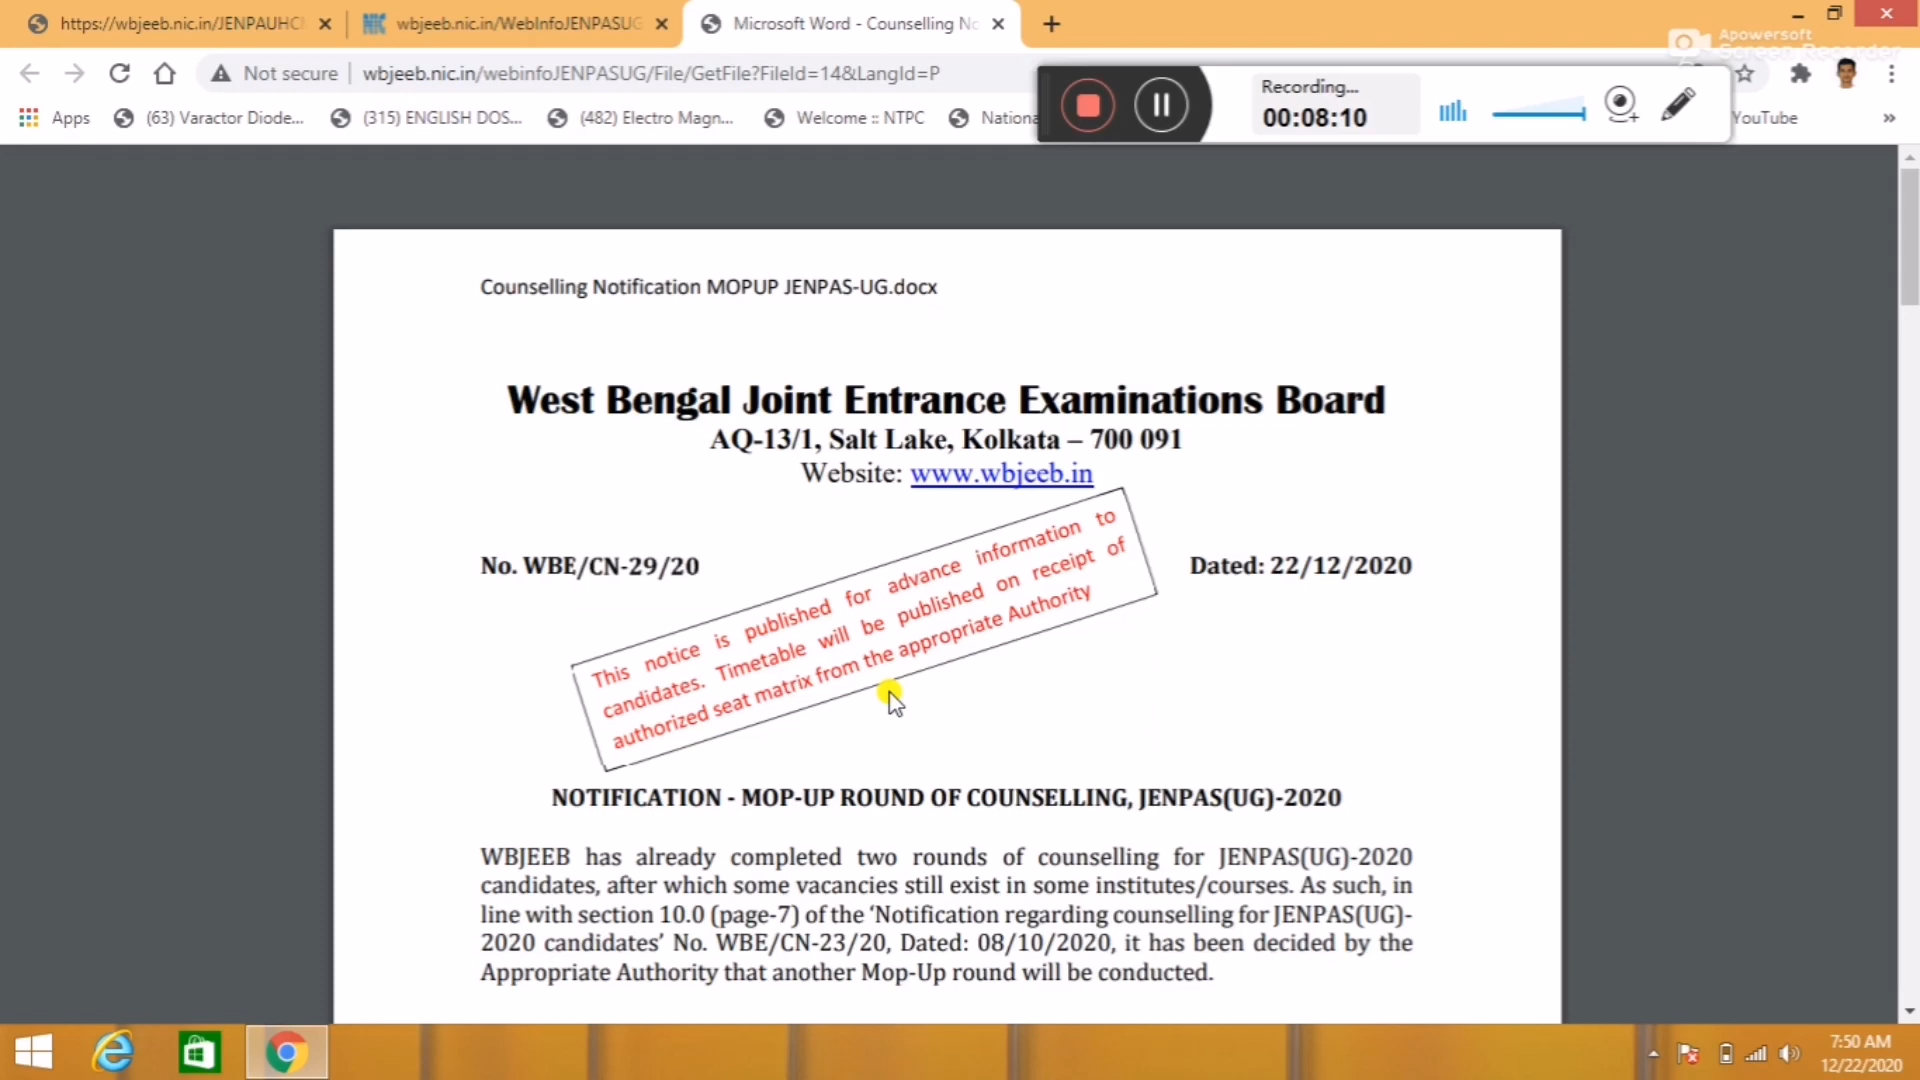 https://wbjeeb.nic.in/JENPAUHC
wbjeeb.nic.in/WebInfoJENPASUG
Microsoft Word - Counselling No
Apowersoft
Screen Recorder
Not secure
wbjeeb.nic.in/webinfoJENPASUG/File/GetFile?FileId=14&LangId=P
Recording...
00:08:10
Apps
(63) Varactor Diode...
(315) ENGLISH DOS...
(482) Electro Magn...
Welcome :: NTPC
Nationa
YouTube
»
Counselling Notification MOPUP JENPAS-UG.docx
West Bengal Joint Entrance Examinations Board
AQ-13/1, Salt Lake, Kolkata – 700 091
Website: www.wbjeeb.in
No. WBE/CN-29/20
Dated: 22/12/2020
This notice is published for advance information to
candidates. Timetable will be published on receipt of
authorized seat matrix from the appropriate Authority
NOTIFICATION - MOP-UP ROUND OF COUNSELLING, JENPAS(UG)-2020
WBJEEB has already completed two rounds of counselling for JENPAS(UG)-2020
candidates, after which some vacancies still exist in some institutes/courses. As such, in
line with section 10.0 (page-7) of the ‘Notification regarding counselling for JENPAS(UG)-
2020 candidates’ No. WBE/CN-23/20, Dated: 08/10/2020, it has been decided by the
Appropriate Authority that another Mop-Up round will be conducted.
7:50 AM
12/22/2020